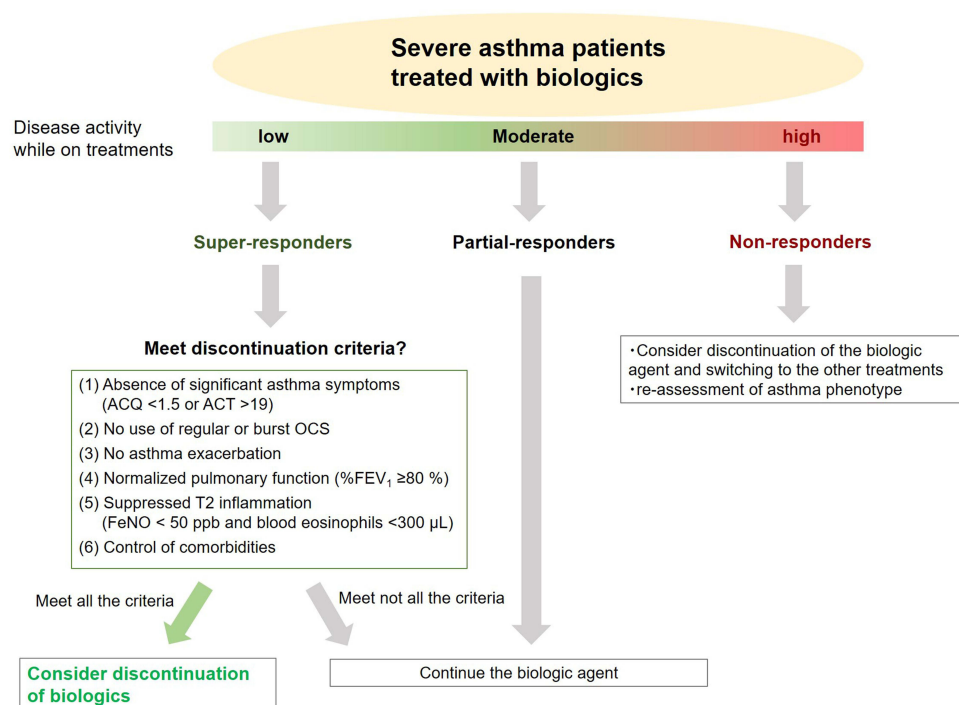 Severe asthma patients
treated with biologics
Disease activity
while on treatments
low
Moderate
high
Super-responders
Partial-responders
Non-responders
Meet discontinuation criteria?
・Consider discontinuation of the biologic
agent and switching to the other treatments
・re-assessment of asthma phenotype
(1) Absence of significant asthma symptoms
(ACQ <1.5 or ACT >19)
(2) No use of regular or burst OCS
(3) No asthma exacerbation
(4) Normalized pulmonary function (%FEV₁ ≥80 %)
(5) Suppressed T2 inflammation
(FeNO < 50 ppb and blood eosinophils <300 μL)
(6) Control of comorbidities
Meet all the criteria
Meet not all the criteria
Consider discontinuation
of biologics
Continue the biologic agent